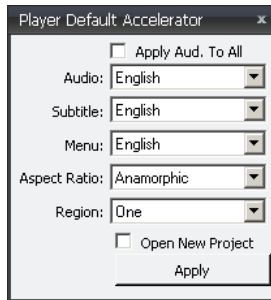 Player Default Accelerator x
Apply Aud. To All
Audio: English
Subtitle: English
Menu: English
Aspect Ratio: Anamorphic
Region: One
Open New Project
Apply